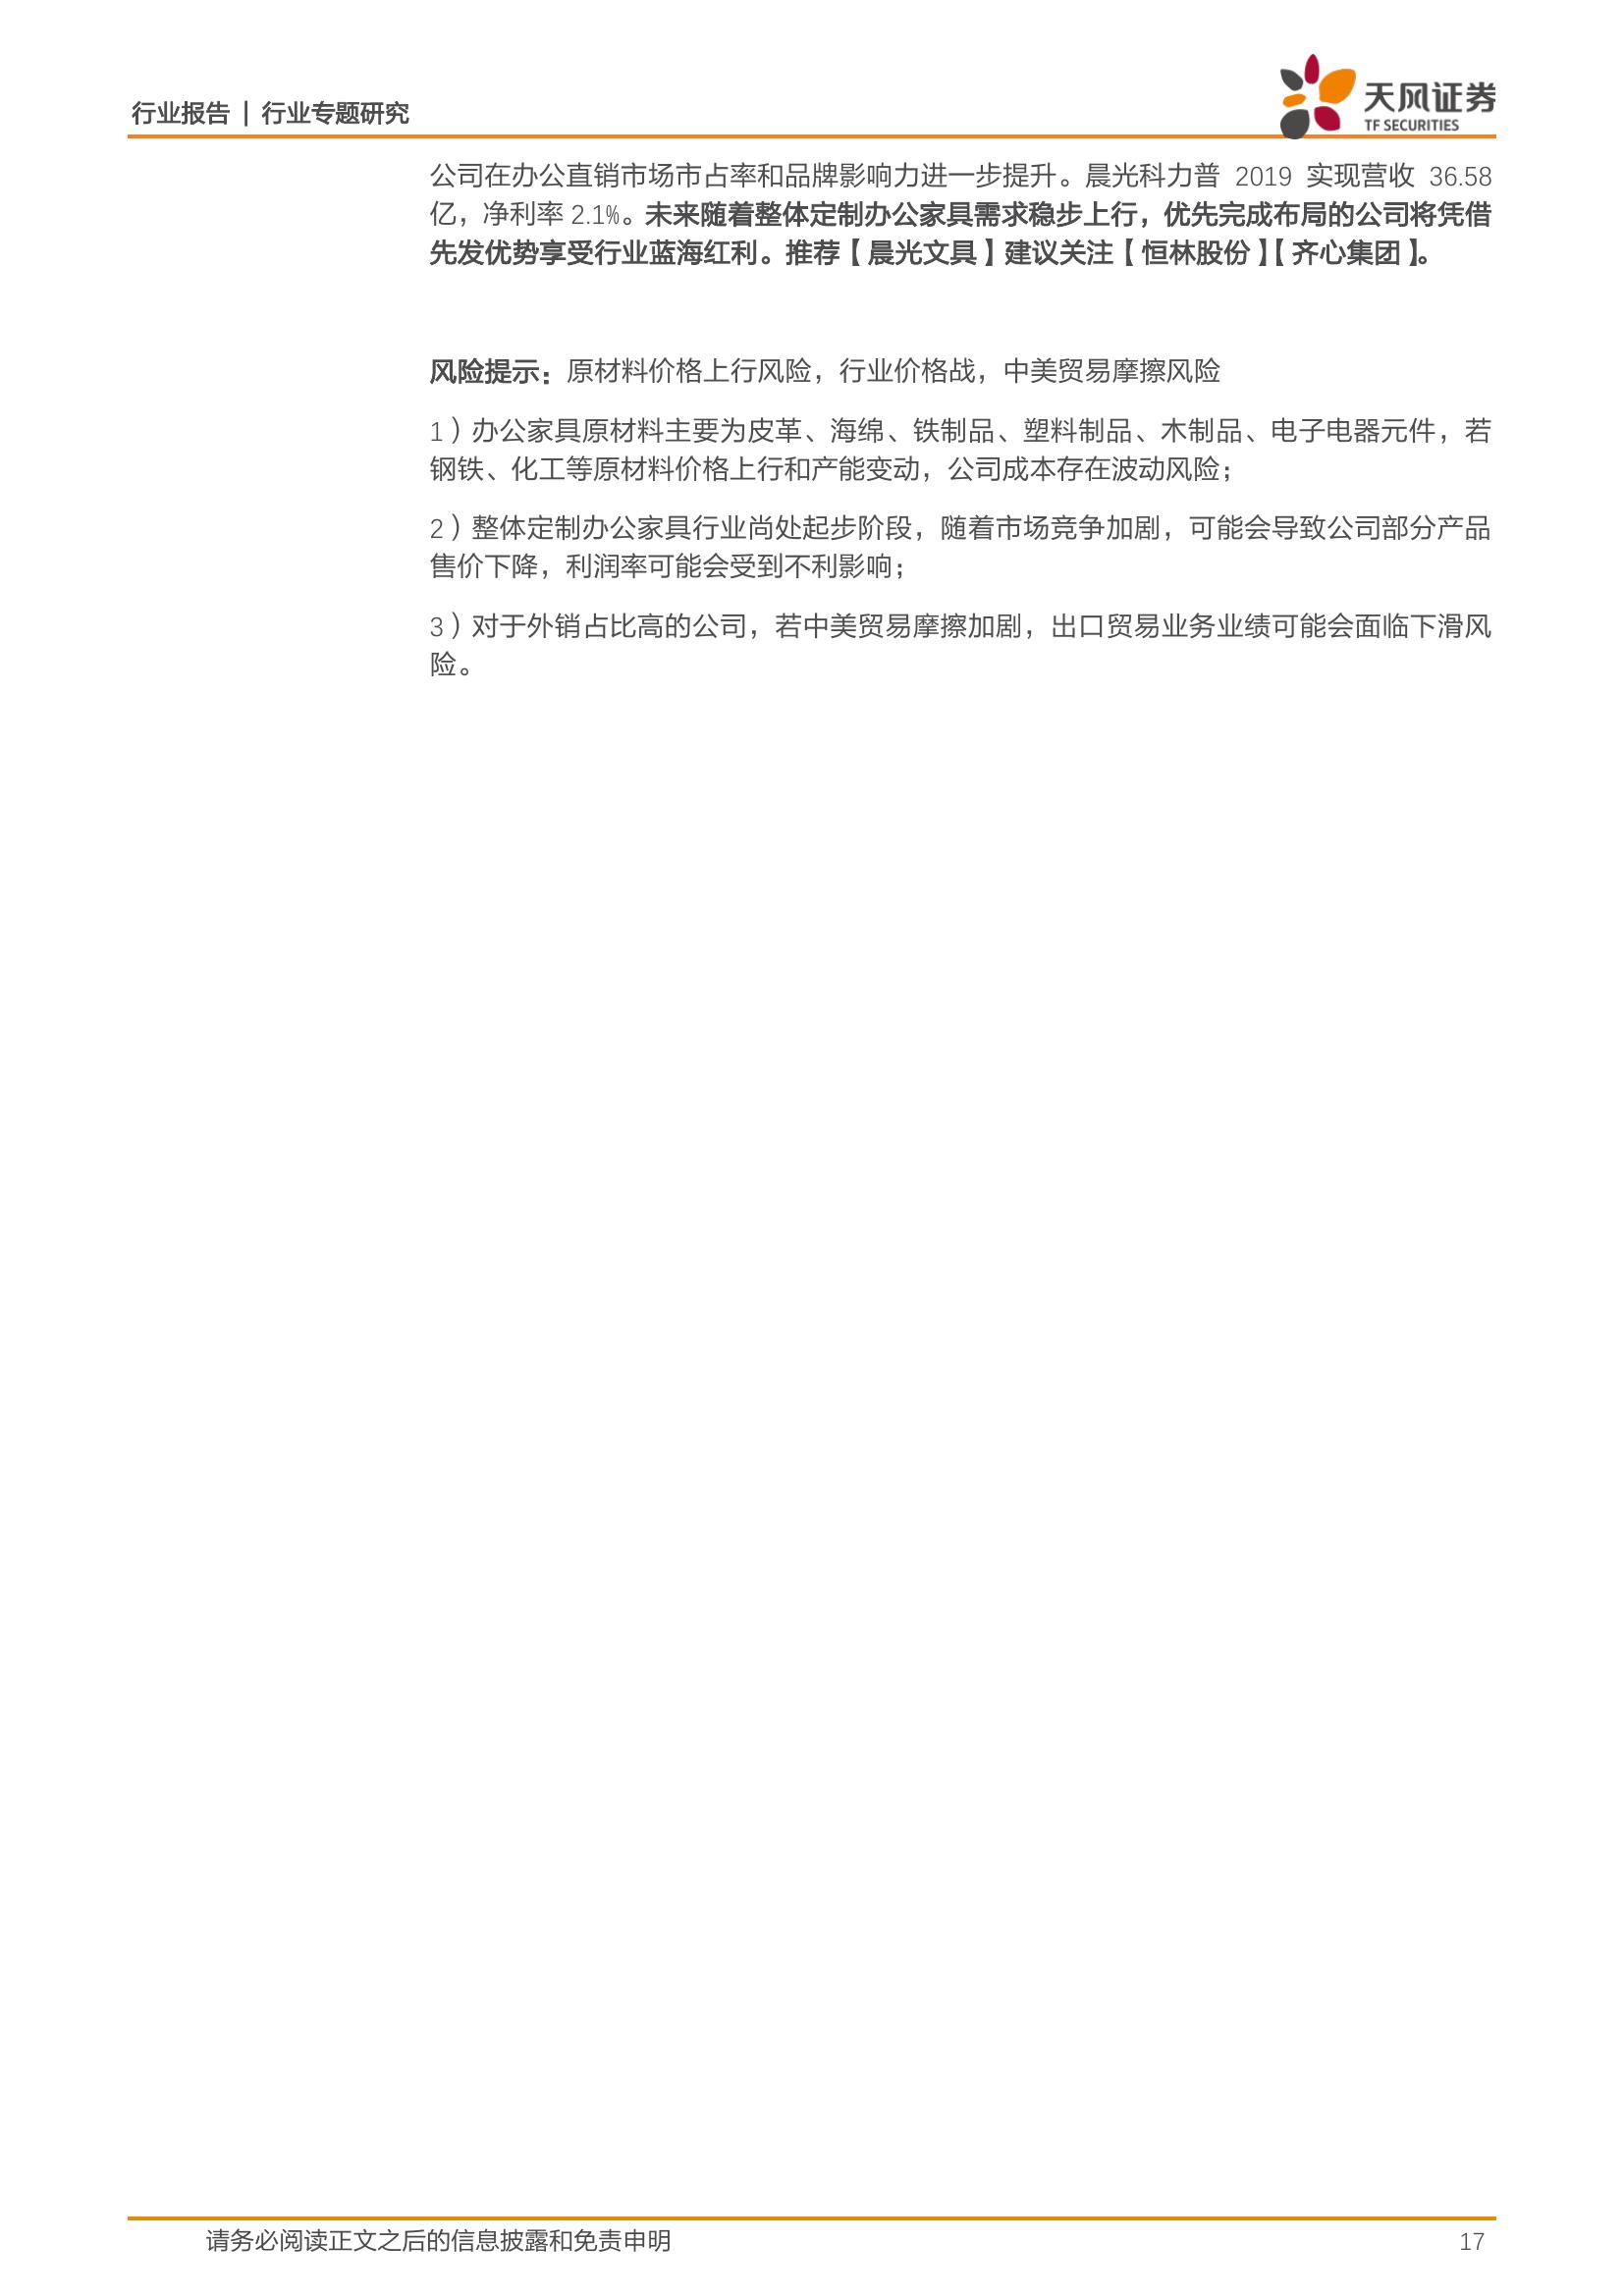 行业报告 | 行业专题研究
天风证券
TF SECURITIES
公司在办公直销市场市占率和品牌影响力进一步提升。晨光科力普 2019 实现营收 36.58
亿，净利率 2.1%。未来随着整体定制办公家具需求稳步上行，优先完成布局的公司将凭借
先发优势享受行业蓝海红利。推荐【晨光文具】建议关注【恒林股份】【齐心集团】。
风险提示：原材料价格上行风险，行业价格战，中美贸易摩擦风险
1）办公家具原材料主要为皮革、海绵、铁制品、塑料制品、木制品、电子电器元件，若
钢铁、化工等原材料价格上行和产能变动，公司成本存在波动风险；
2）整体定制办公家具行业尚处起步阶段，随着市场竞争加剧，可能会导致公司部分产品
售价下降，利润率可能会受到不利影响；
3）对于外销占比高的公司，若中美贸易摩擦加剧，出口贸易业务业绩可能会面临下滑风
险。
请务必阅读正文之后的信息披露和免责申明
17